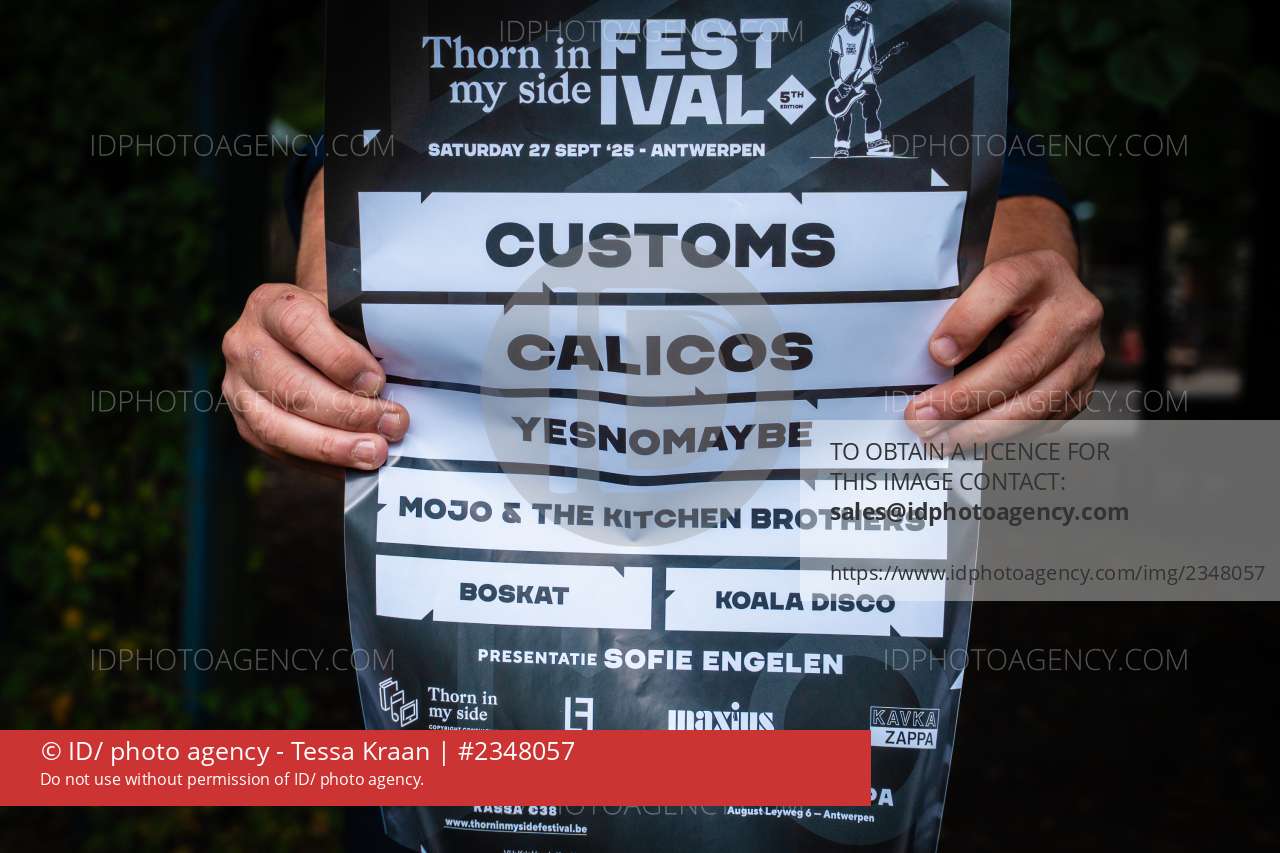 IDPHOTOAGENCY.COM
Thorn in
my side
FEST
IVAL
5TH
EDITION
SATURDAY 27 SEPT ‘25 - ANTWERPEN
IDPHOTOAGENCY.COM
IDPHOTOAGENCY.COM
CUSTOMS
CALICOS
IDPHOTOAGENCY.COM
IDPHOTOAGENCY.COM
YESNOMAYBE
TO OBTAIN A LICENCE FOR
THIS IMAGE CONTACT:
sales@idphotoagency.com
MOJO & THE KITCHEN BROTHERS
https://www.idphotoagency.com/img/2348057
BOSKAT
KOALA DISCO
PRESENTATIE SOFIE ENGELEN
IDPHOTOAGENCY.COM
IDPHOTOAGENCY.COM
Thorn in
my side
maxius
KAVKA
ZAPPA
© ID/ photo agency - Tessa Kraan | #2348057
Do not use without permission of ID/ photo agency.
KASSA €38
www.thorninmysidefestival.be
August Leyweg 6 — Antwerpen